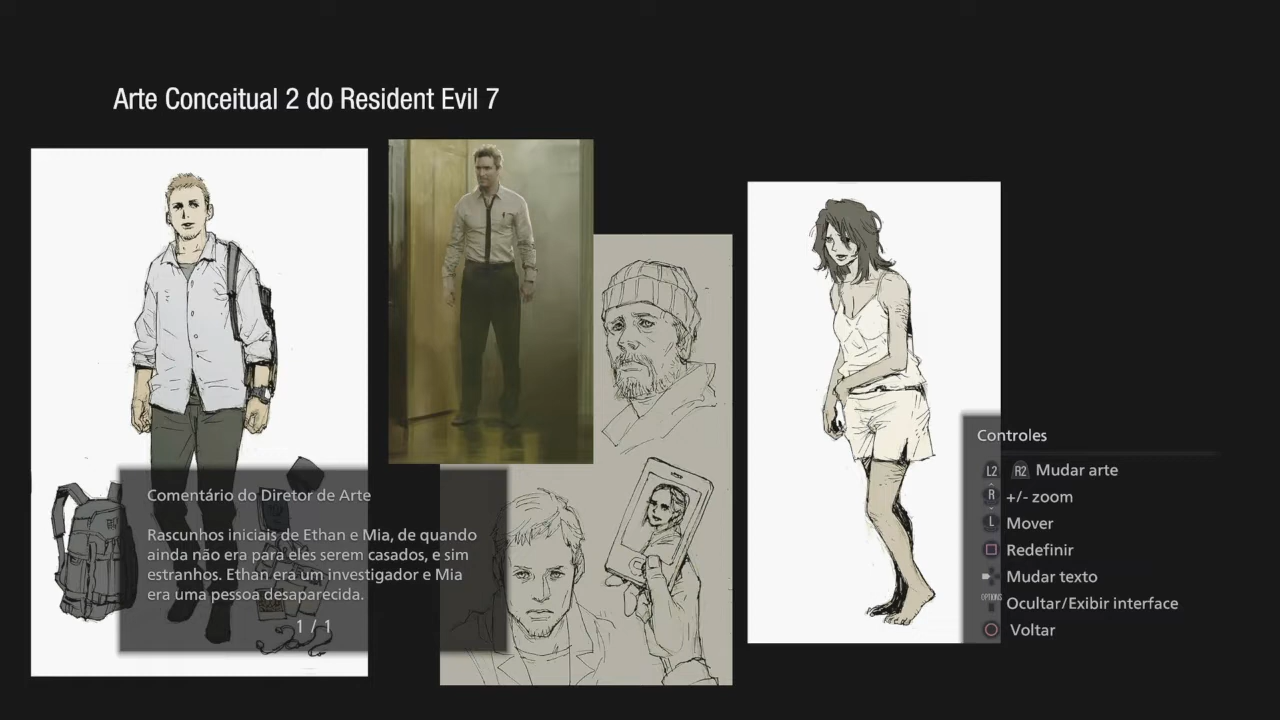 Arte Conceitual 2 do Resident Evil 7
Comentário do Diretor de Arte
Rascunhos iniciais de Ethan e Mia, de quando
ainda não era para eles serem casados, e sim
estranhos. Ethan era um investigador e Mia
era uma pessoa desaparecida.
1 / 1
Controles
L2 R2 Mudar arte
R +/- zoom
L Mover
Redefinir
Mudar texto
OPTIONS Ocultar/Exibir interface
Voltar